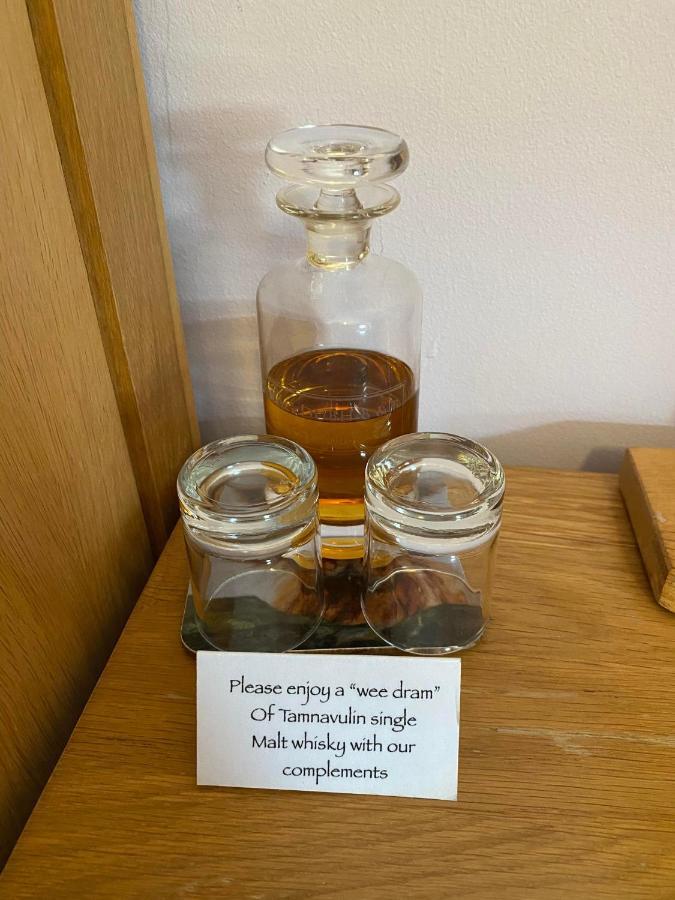 Please enjoy a “wee dram”
Of Tamnavulin single
Malt whisky with our
complements